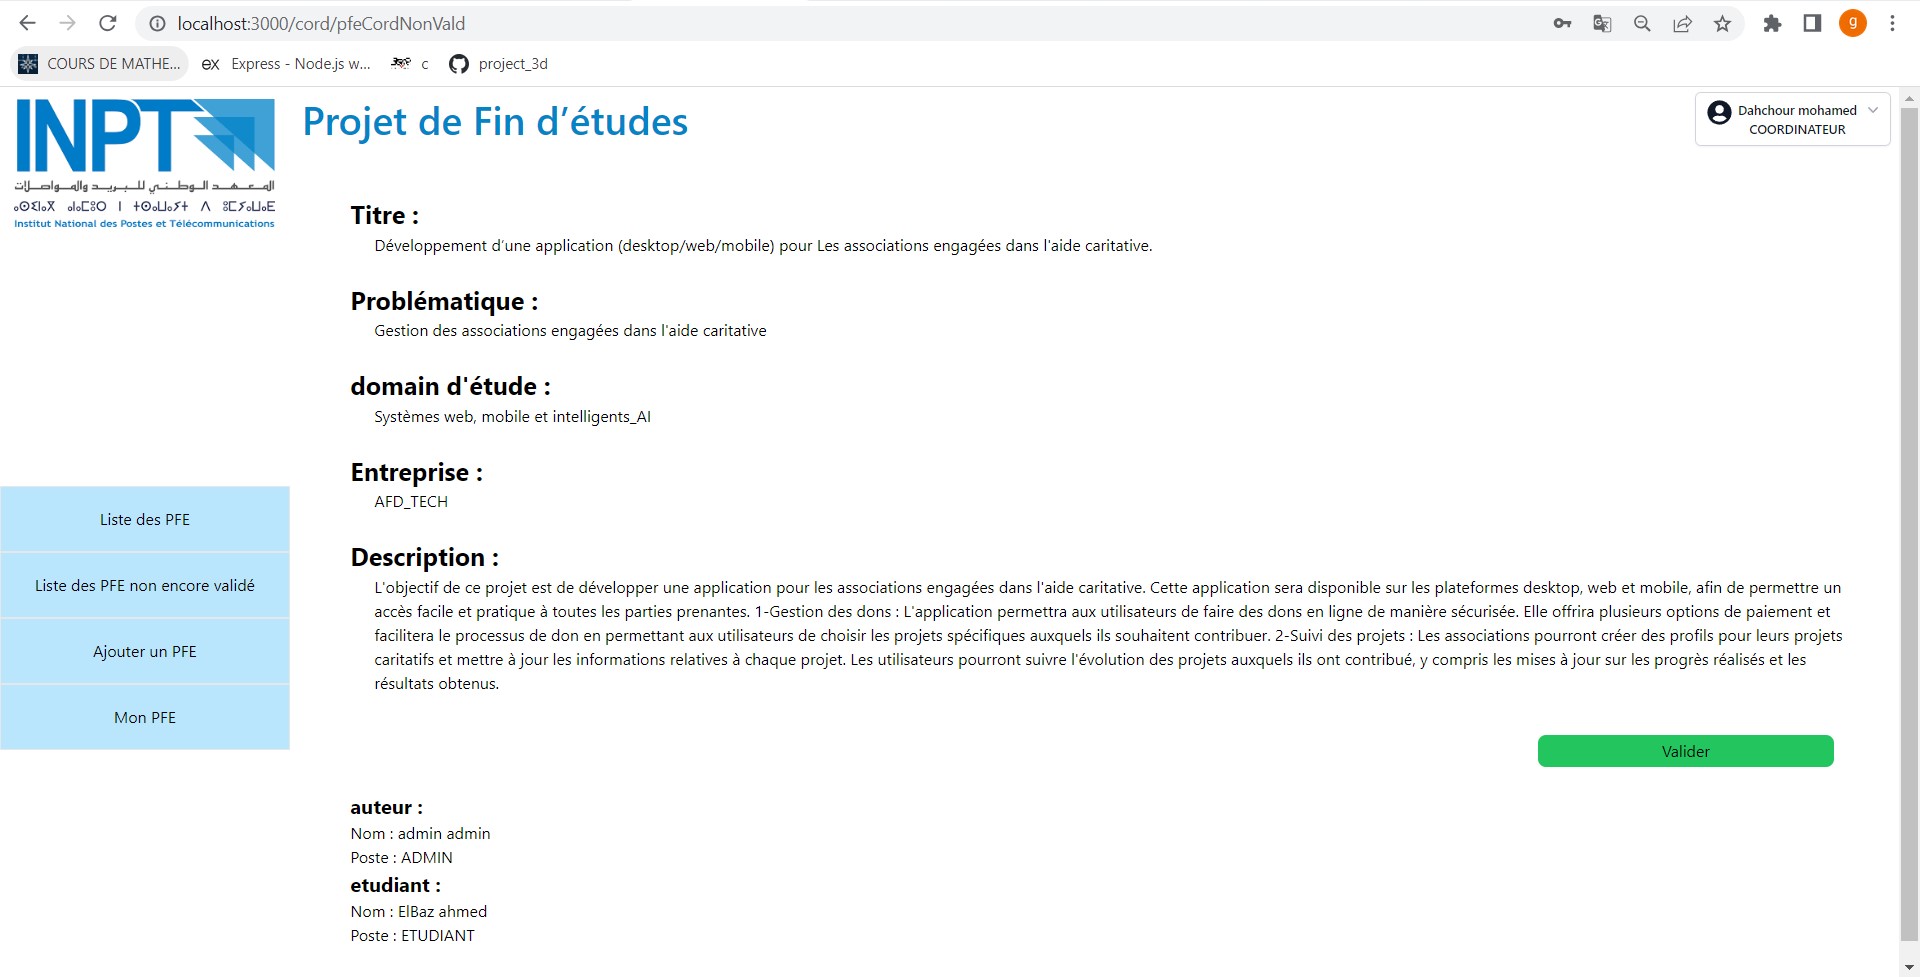 localhost:3000/cord/pfeCordNonVald
g
COURS DE MATHE...
ex Express - Node.js w...
c
project_3d
INPT
المعهد الوطني للبريد والمواصلات
Institut National des Postes et Télécommunications
Projet de Fin d’études
Dahchour mohamed
COORDINATEUR
Titre :
Développement d’une application (desktop/web/mobile) pour Les associations engagées dans l'aide caritative.
Problématique :
Gestion des associations engagées dans l'aide caritative
domain d'étude :
Systèmes web, mobile et intelligents_AI
Entreprise :
AFD_TECH
Description :
L'objectif de ce projet est de développer une application pour les associations engagées dans l'aide caritative. Cette application sera disponible sur les plateformes desktop, web et mobile, afin de permettre un
accès facile et pratique à toutes les parties prenantes. 1-Gestion des dons : L'application permettra aux utilisateurs de faire des dons en ligne de manière sécurisée. Elle offrira plusieurs options de paiement et
facilitera le processus de don en permettant aux utilisateurs de choisir les projets spécifiques auxquels ils souhaitent contribuer. 2-Suivi des projets : Les associations pourront créer des profils pour leurs projets
caritatifs et mettre à jour les informations relatives à chaque projet. Les utilisateurs pourront suivre l'évolution des projets auxquels ils ont contribué, y compris les mises à jour sur les progrès réalisés et les
résultats obtenus.
Liste des PFE
Liste des PFE non encore validé
Ajouter un PFE
Mon PFE
Valider
auteur :
Nom : admin admin
Poste : ADMIN
etudiant :
Nom : ElBaz ahmed
Poste : ETUDIANT